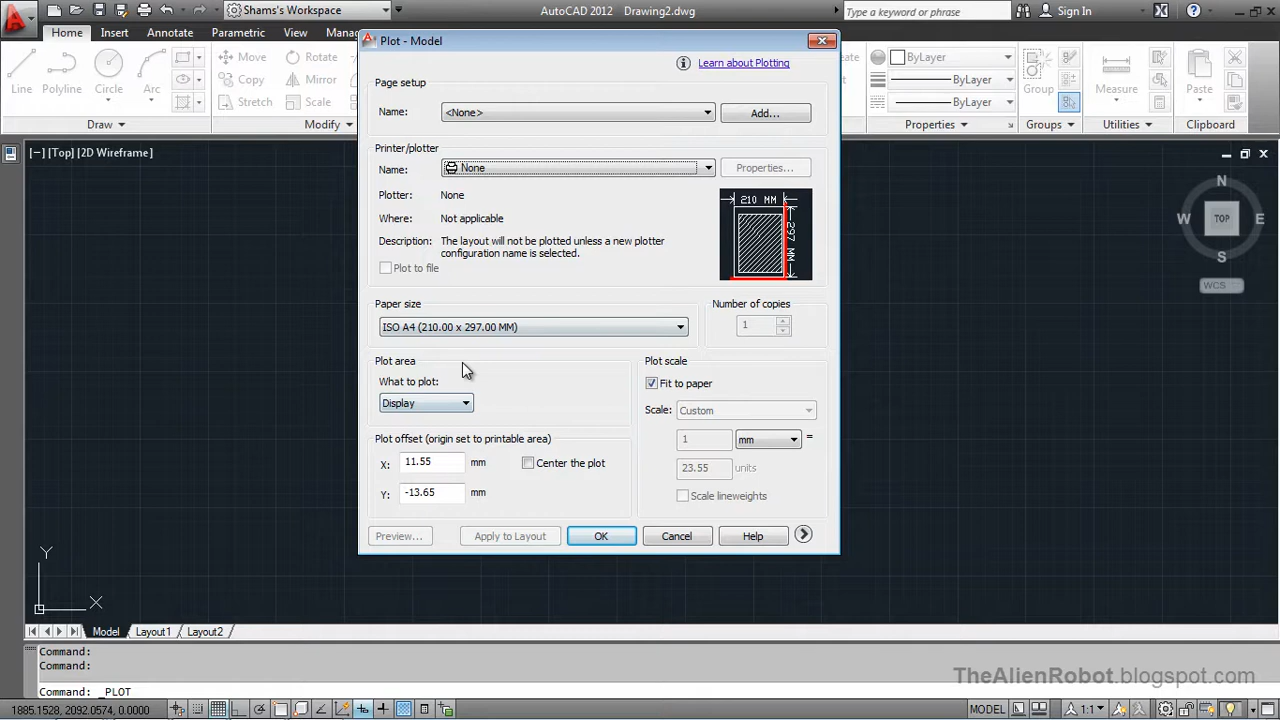 Shams's Workspace
AutoCAD 2012 Drawing2.dwg
Type a keyword or phrase
Sign In
Home
Insert
Annotate
Parametric
View
Line
Polyline
Circle
Arc
Move
Copy
Stretch
Rotate
Mirror
Scale
ByLayer
ByLayer
ByLayer
Group
Measure
Paste
Draw
Modify
Properties
Groups
Utilities
Clipboard
[−] [Top] [2D Wireframe]
Plot - Model
Learn about Plotting
Page setup
Name: <None> Add...
Printer/plotter
Name: None Properties...
Plotter: None
Where: Not applicable
Description: The layout will not be plotted unless a new plotter
configuration name is selected.
Plot to file
210 MM
297 MM
Paper size
ISO A4 (210.00 x 297.00 MM)
Number of copies
1
Plot area
What to plot:
Display
Plot scale
Fit to paper
Scale: Custom
1 mm =
23.55 units
Scale lineweights
Plot offset (origin set to printable area)
X: 11.55 mm Center the plot
Y: -13.65 mm
Preview... Apply to Layout OK Cancel Help
N
W TOP E
S
WCS
Y
X
Model Layout1 Layout2
Command:
Command:
Command: _PLOT
TheAlienRobot.blogspot.com
1885.1528, 2092.0574, 0.0000
MODEL
1:1